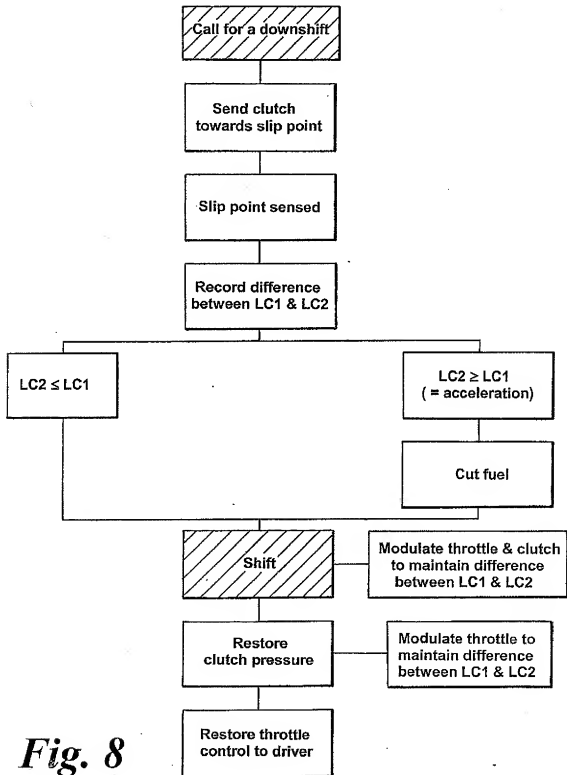 Call for a downshift
Send clutch
towards slip point
Slip point sensed
Record difference
between LC1 & LC2
LC2 ≤ LC1
LC2 ≥ LC1
( = acceleration)
Cut fuel
Shift
Modulate throttle & clutch
to maintain difference
between LC1 & LC2
Restore
clutch pressure
Modulate throttle to
maintain difference
between LC1 & LC2
Restore throttle
control to driver
Fig. 8